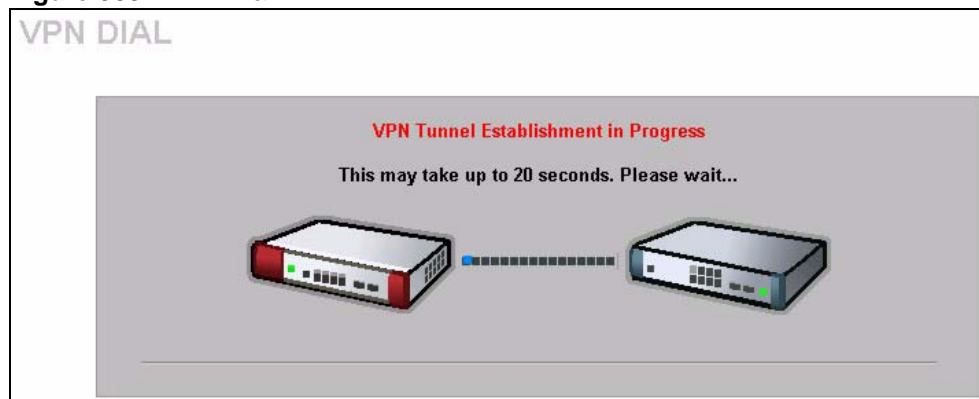 VPN DIAL
VPN Tunnel Establishment in Progress
This may take up to 20 seconds. Please wait...